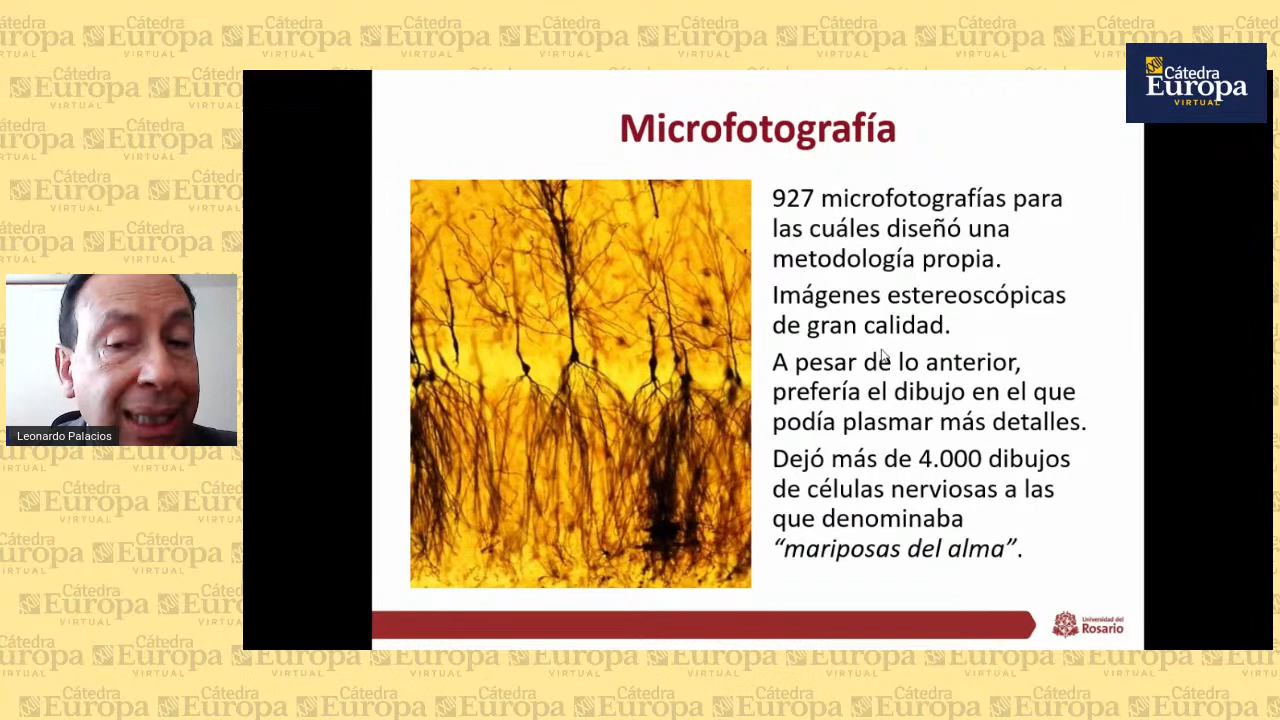 Cátedra
Europa
VIRTUAL
Microfotografía
927 microfotografías para
las cuáles diseñó una
metodología propia.
Imágenes estereoscópicas
de gran calidad.
A pesar de lo anterior,
prefería el dibujo en el que
podía plasmar más detalles.
Dejó más de 4.000 dibujos
de células nerviosas a las
que denominaba
“mariposas del alma”.
Leonardo Palacios
Universidad del
Rosario